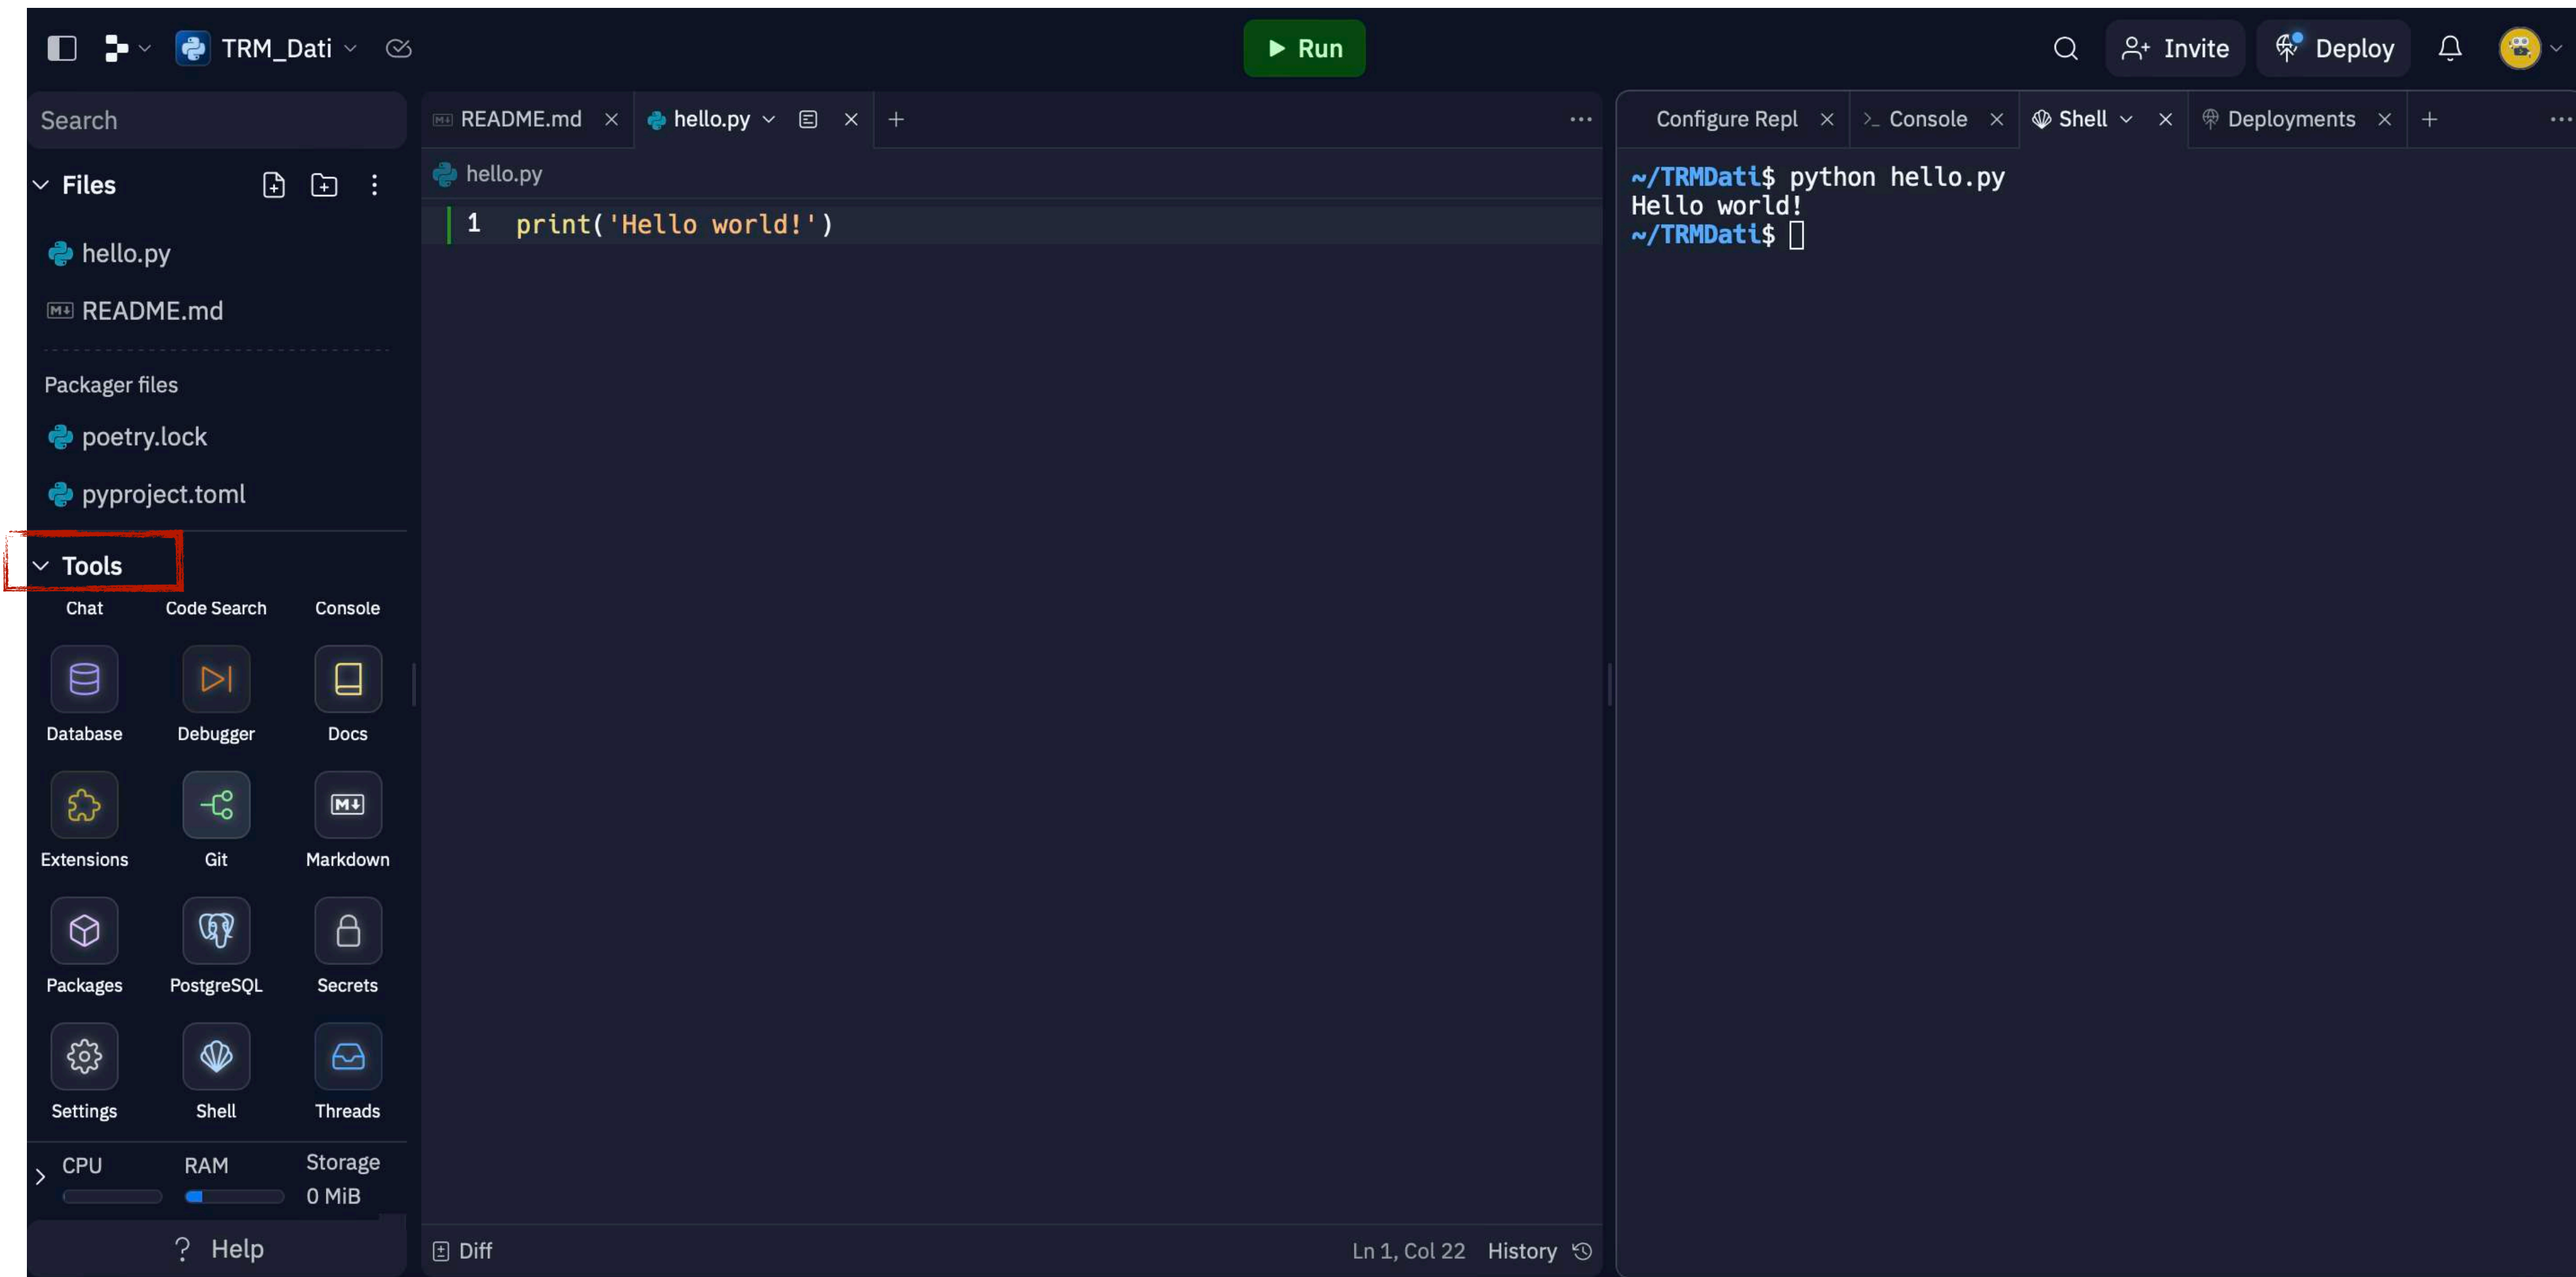 TRM_Dati
Run
Invite
Deploy
Search
Files
hello.py
README.md
Packager files
poetry.lock
pyproject.toml
Tools
Chat Code Search Console
Database Debugger Docs
Extensions Git Markdown
Packages PostgreSQL Secrets
Settings Shell Threads
CPU RAM Storage
0 MiB
? Help
README.md hello.py
hello.py
1 print('Hello world!')
Diff
Ln 1, Col 22 History
Configure Repl Console Shell Deployments
~/TRMDati$ python hello.py
Hello world!
~/TRMDati$